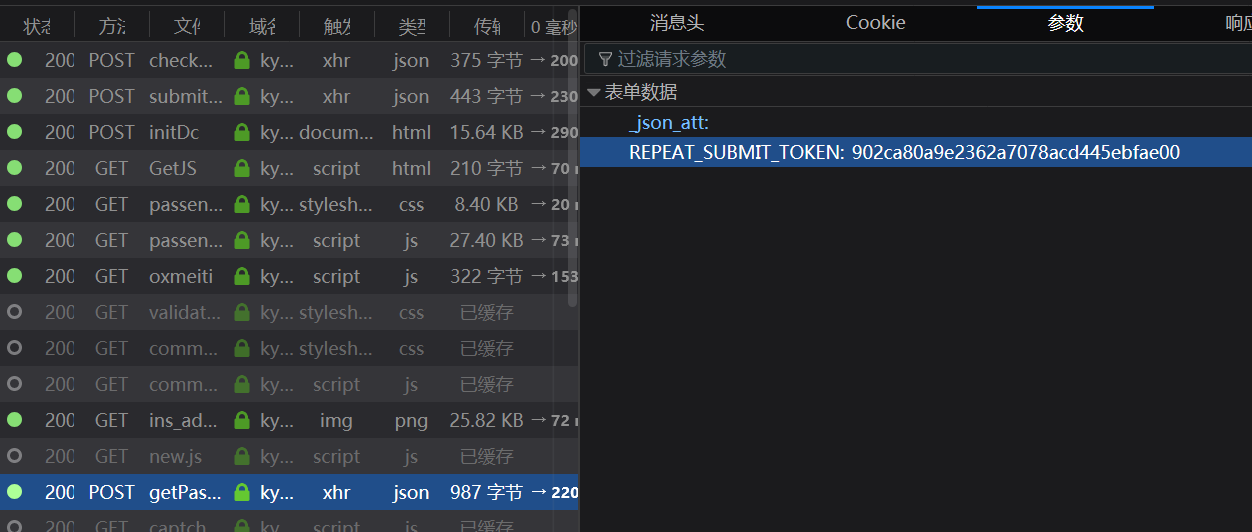 状态 方法 文件 域名 触发 类型 传输 0 毫秒
200 POST check... ky... xhr json 375 字节 → 200
200 POST submit... ky... xhr json 443 字节 → 230
200 POST initDc ky... docum... html 15.64 KB → 290
200 GET GetJS ky... script html 210 字节 → 70
200 GET passen... ky... stylesh... css 8.40 KB → 20
200 GET passen... ky... script js 27.40 KB → 73
200 GET oxmeiti ky... script js 322 字节 → 153
200 GET validat... ky... stylesh... css 已缓存
200 GET comm... ky... stylesh... css 已缓存
200 GET comm... ky... script js 已缓存
200 GET ins_ad... ky... img png 25.82 KB → 72
200 GET new.js ky... script js 已缓存
200 POST getPas... ky... xhr json 987 字节 → 220
200 GET captch ky... script js 已缓存
消息头 Cookie 参数 响应
过滤请求参数
表单数据
_json_att:
REPEAT_SUBMIT_TOKEN: 902ca80a9e2362a7078acd445ebfae00